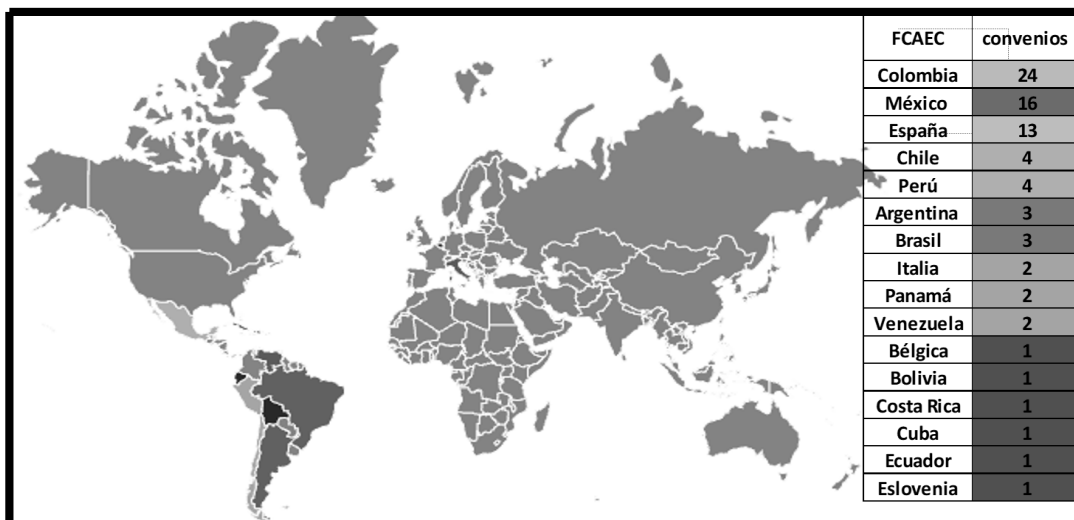 FCAEC convenios
Colombia 24
México 16
España 13
Chile 4
Perú 4
Argentina 3
Brasil 3
Italia 2
Panamá 2
Venezuela 2
Bélgica 1
Bolivia 1
Costa Rica 1
Cuba 1
Ecuador 1
Eslovenia 1